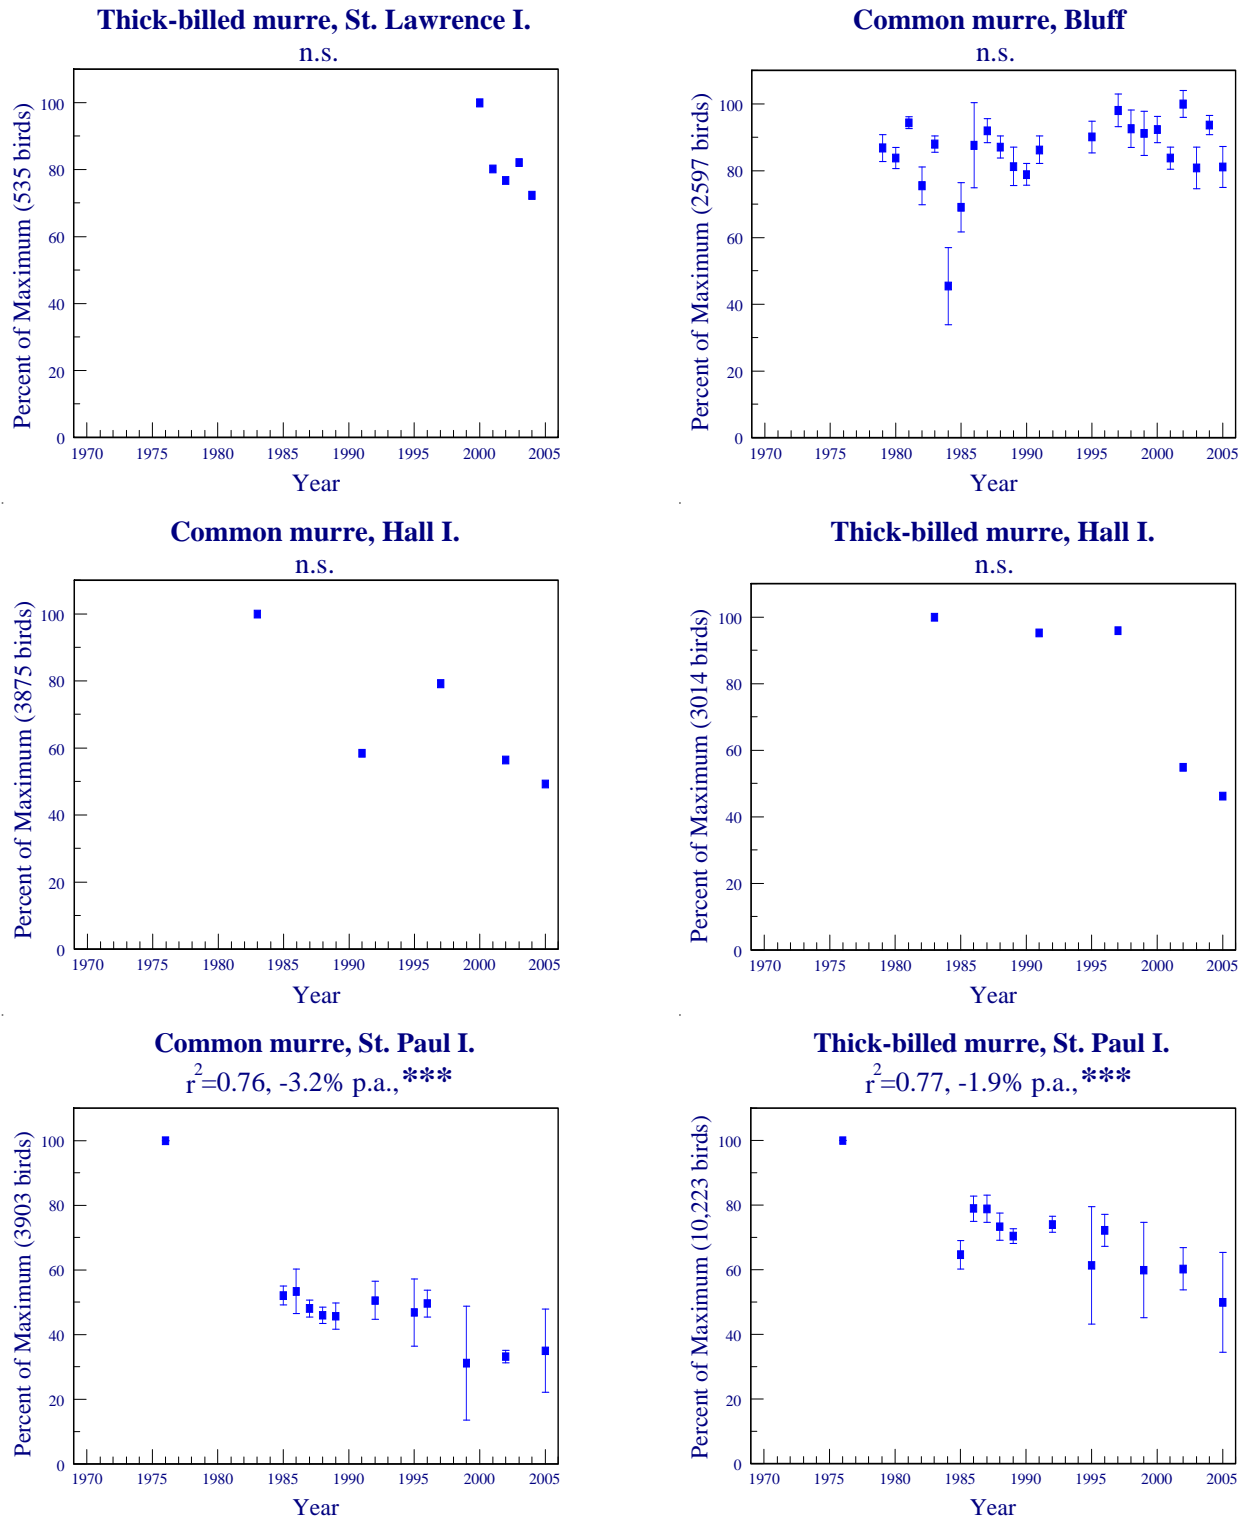 Thick-billed murre, St. Lawrence I.
n.s.
Percent of Maximum (535 birds)
100
80
60
40
20
0
1970 1975 1980 1985 1990 1995 2000 2005
Year
Common murre, Bluff
n.s.
Percent of Maximum (2597 birds)
100
80
60
40
20
0
1970 1975 1980 1985 1990 1995 2000 2005
Year
Common murre, Hall I.
n.s.
Percent of Maximum (3875 birds)
100
80
60
40
20
0
1970 1975 1980 1985 1990 1995 2000 2005
Year
Thick-billed murre, Hall I.
n.s.
Percent of Maximum (3014 birds)
100
80
60
40
20
0
1970 1975 1980 1985 1990 1995 2000 2005
Year
Common murre, St. Paul I.
r²=0.76, -3.2% p.a.,***
Percent of Maximum (3903 birds)
100
80
60
40
20
0
1970 1975 1980 1985 1990 1995 2000 2005
Year
Thick-billed murre, St. Paul I.
r²=0.77, -1.9% p.a.,***
Percent of Maximum (10,223 birds)
100
80
60
40
20
0
1970 1975 1980 1985 1990 1995 2000 2005
Year